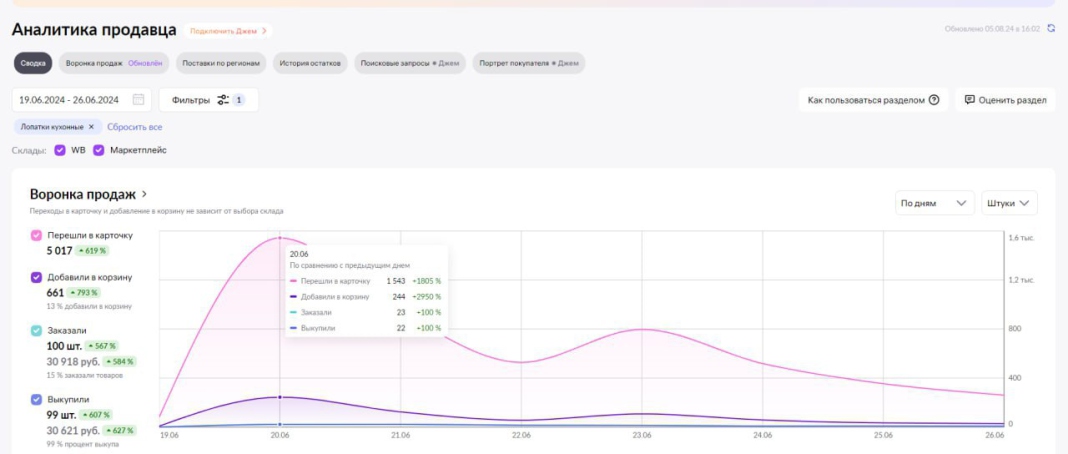 Аналитика продавца
Подключить Джем >
Обновлено 05.08.24 в 16:02
Сводка
Воронка продаж Обновлён
Поставки по регионам
История остатков
Поисковые запросы Джем
Портрет покупателя Джем
19.06.2024 - 26.06.2024
Фильтры 1
Как пользоваться разделом
Оценить раздел
Лопатки кухонные ×
Сбросить все
Склады: WB Маркетплейс
Воронка продаж >
Переходы в карточку и добавление в корзину не зависит от выбора склада
По дням
Штуки
Перешли в карточку
5 017 619 %
Добавили в корзину
661 793 %
13 % добавили в корзину
Заказали
100 шт. 567 %
30 918 руб. 584 %
15 % заказали товаров
Выкупили
99 шт. 607 %
30 621 руб. 627 %
99 % процент выкупа
20.06
По сравнению с предыдущим днем
Перешли в карточку 1 543 +1805 %
Добавили в корзину 244 +2950 %
Заказали 23 +100 %
Выкупили 22 +100 %
1,6 тыс.
1,2 тыс.
800
400
0
19.06 20.06 21.06 22.06 23.06 24.06 25.06 26.06